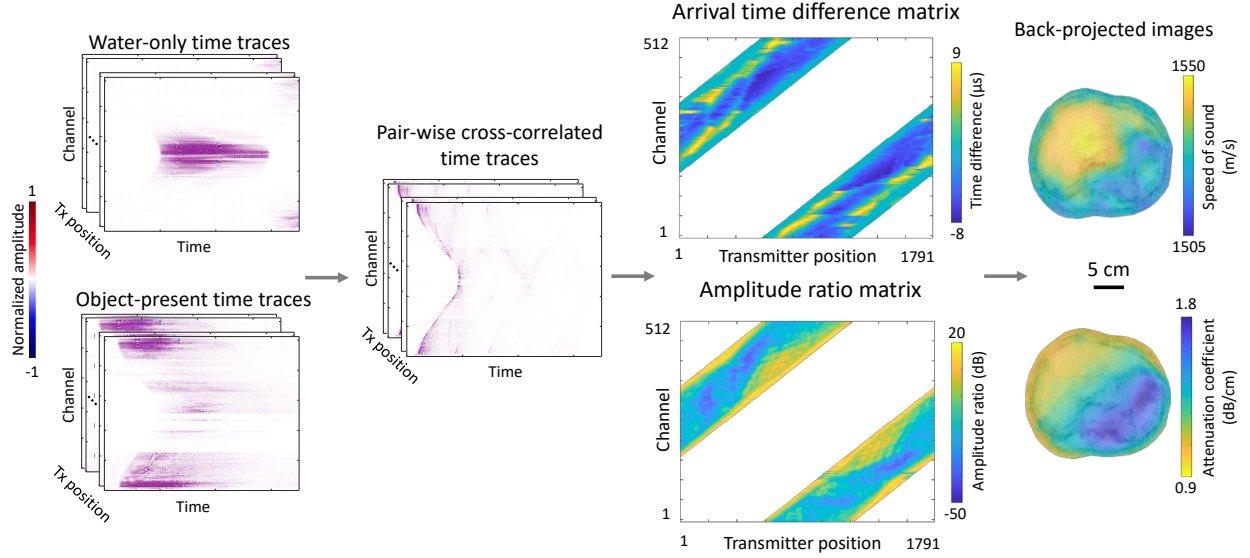 Water-only time traces
Channel
Tx position
Time
Normalized amplitude
1
-1
Object-present time traces
Channel
Tx position
Time
Pair-wise cross-correlated
time traces
Channel
Tx position
Time
Arrival time difference matrix
512
Channel
1
1
Transmitter position
1791
9
Time difference (µs)
-8
Amplitude ratio matrix
512
Channel
1
1
Transmitter position
1791
20
Amplitude ratio (dB)
-50
Back-projected images
1550
Speed of sound
(m/s)
1505
5 cm
1.8
Attenuation coefficient
(dB/cm)
0.9